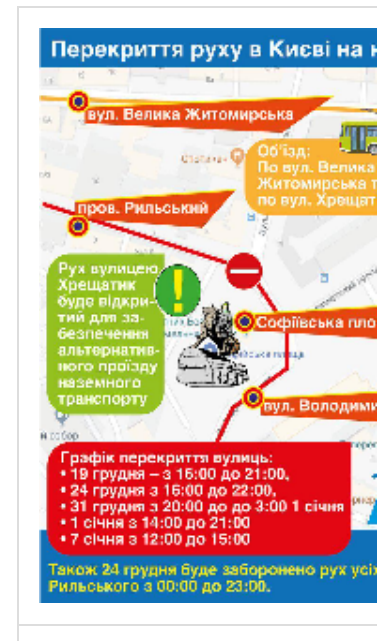 Перекриття руху в Києві на н
вул. Велика Житомирська
Об'їзд:
По вул. Велика
Житомирська т
по вул. Хрещат
пров. Рильський
Рух вулицею
Хрещатик
буде відкри-
тий для за-
безпечення
альтернатив-
ного проїзду
наземного
транспорту
Софіївська пло
вул. Володими
Графік перекриття вулиць:
• 19 грудня – з 15:00 до 21:00,
• 24 грудня з 16:00 до 22:00,
• 31 грудня з 20:00 до до 3:00 1 січня
• 1 січня з 14:00 до 21:00
• 7 січня з 12:00 до 15:00
Також 24 грудня буде заборонено рух усіх
Рильського з 00:00 до 23:00.